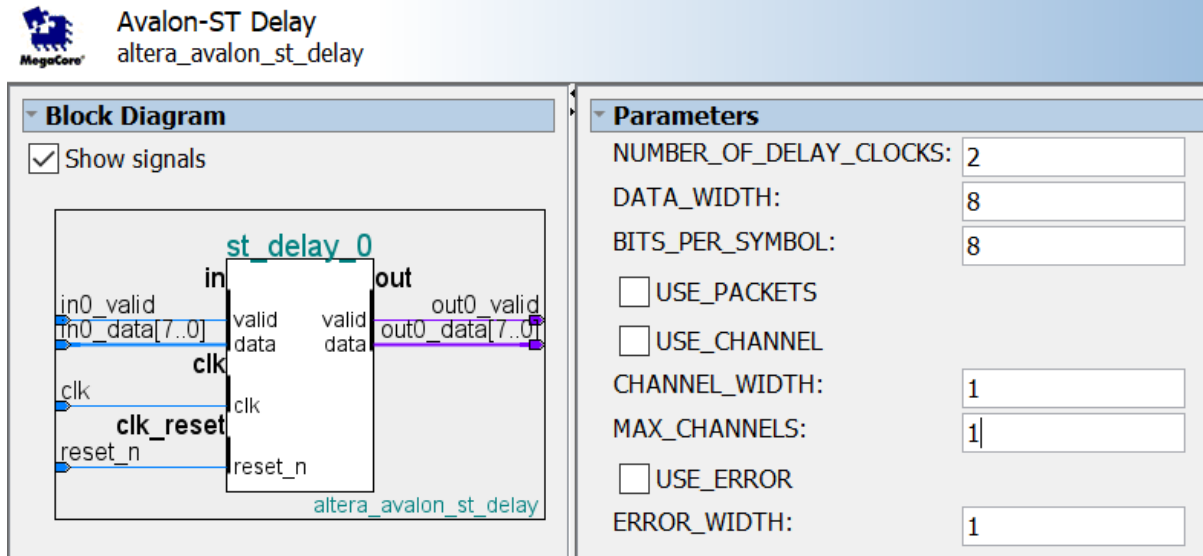 Avalon-ST Delay
altera_avalon_st_delay
MegaCore®
Block Diagram
Show signals
st_delay_0
in
out
in0_valid
valid
valid
out0_valid
in0_data[7..0]
data
data
out0_data[7..0]
clk
clk
clk
clk_reset
reset_n
reset_n
altera_avalon_st_delay
Parameters
NUMBER_OF_DELAY_CLOCKS: 2
DATA_WIDTH: 8
BITS_PER_SYMBOL: 8
USE_PACKETS
USE_CHANNEL
CHANNEL_WIDTH: 1
MAX_CHANNELS: 1
USE_ERROR
ERROR_WIDTH: 1